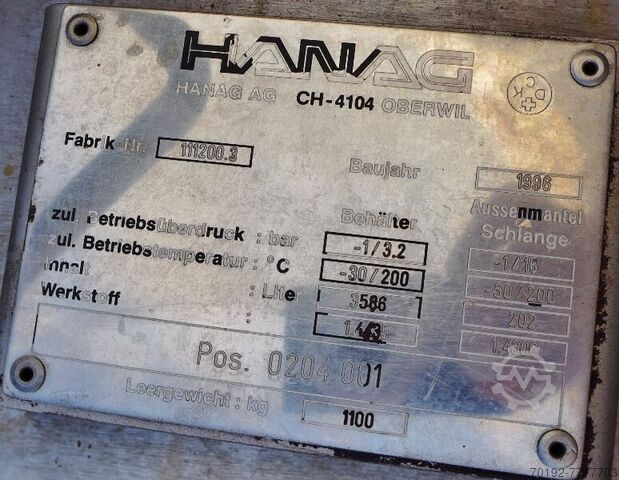 HANAG
HANAG AG CH-4104 OBERWIL
Fabrik-Nr. 111200.3 Baujahr 1996
Behälter Aussenmantel Schlange
zul. Betriebsüberdruck : bar -1/3.2 -1/16
zul. Betriebstemperatur : °C -30/200 -30/200
Inhalt : Liter 3586 202
Werkstoff :
Pos. 0204.001
Leergewicht : kg 1100
70192-7777703